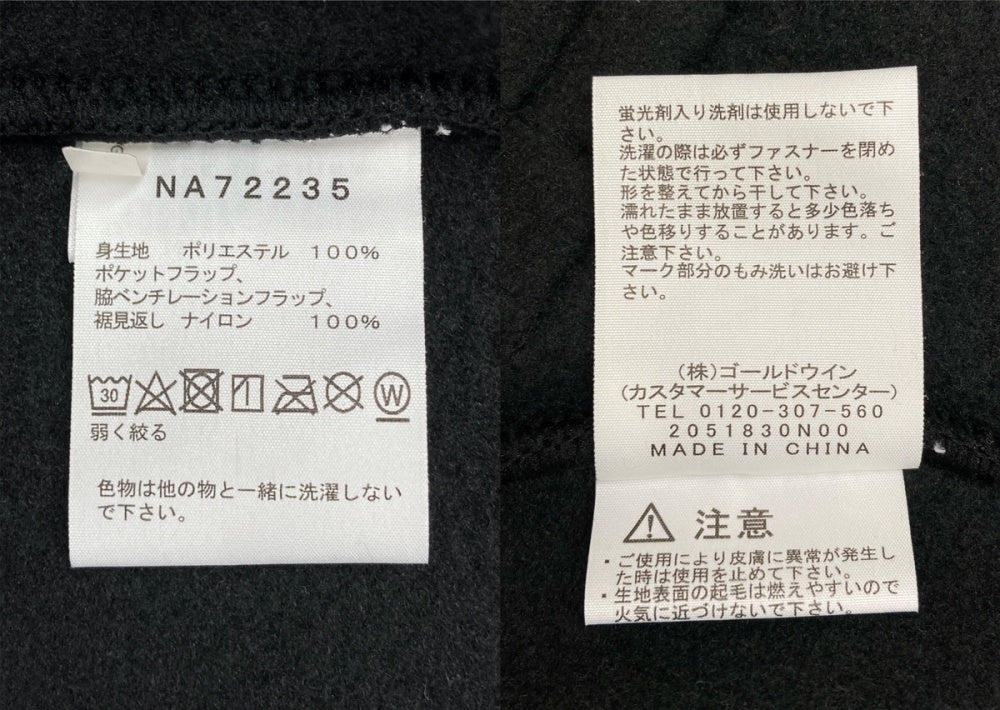 NA72235
身生地 ポリエステル 100%
ポケットフラップ、
脇ベンチレーションフラップ、
裾見返し ナイロン 100%
30
W
弱く絞る
色物は他の物と一緒に洗濯しない
で下さい。
蛍光剤入り洗剤は使用しないで下
さい。
洗濯の際は必ずファスナーを閉め
た状態で行って下さい。
形を整えてから干して下さい。
濡れたまま放置すると多少色落ち
や色移りすることがあります。ご
注意下さい。
マーク部分のもみ洗いはお避け下
さい。
(株)ゴールドウイン
(カスタマーサービスセンター)
TEL 0120-307-560
2051830N00
MADE IN CHINA
注意
・ご使用により皮膚に異常が発生し
た時は使用を止めて下さい。
・生地表面の起毛は燃えやすいので
火気に近づけないで下さい。